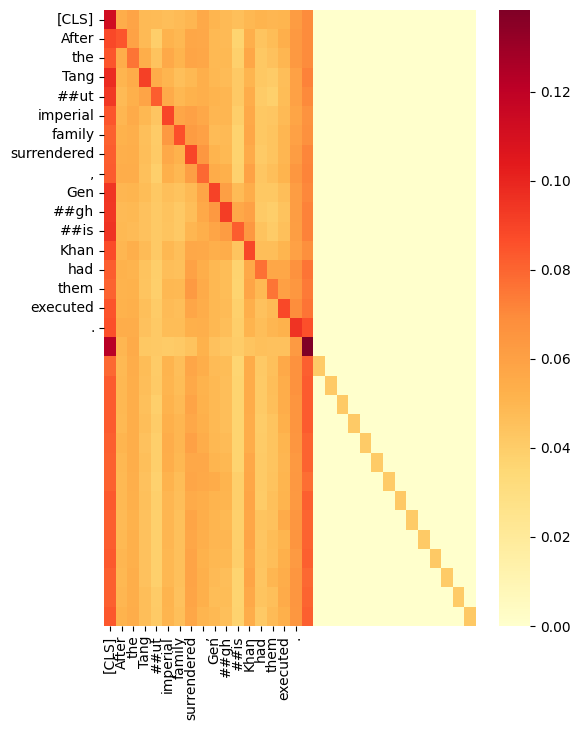 [CLS]
After
the
Tang
##ut
imperial
family
surrendered
,
Gen
##gh
##is
Khan
had
them
executed
.
0.12
0.10
0.08
0.06
0.04
0.02
0.00
[CLS]
After
the
Tang
##ut
imperial
family
surrendered
,
Gen
##gh
##is
Khan
had
them
executed
.